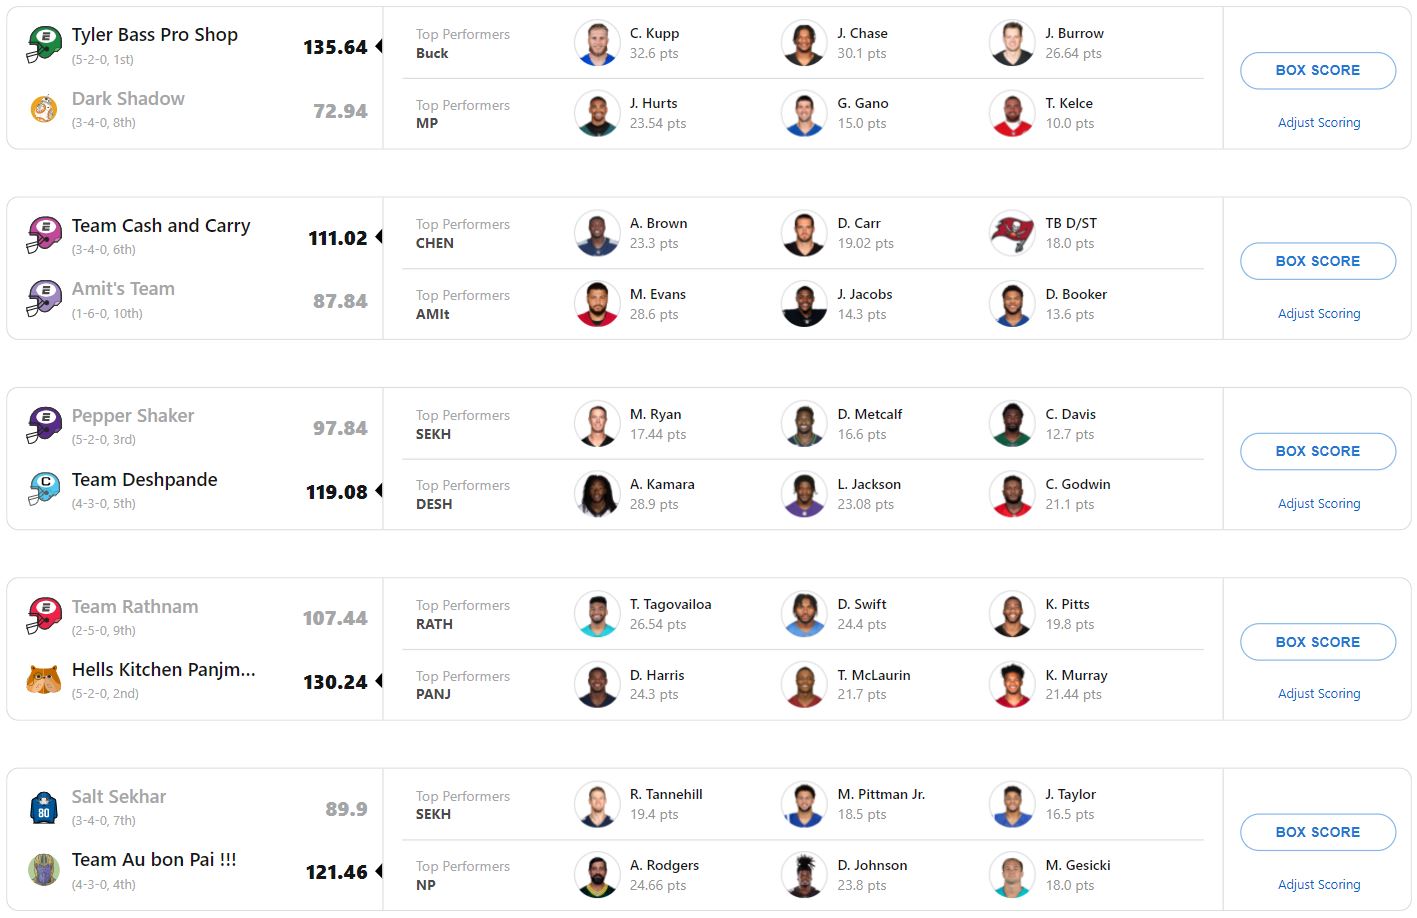 Tyler Bass Pro Shop
(5-2-0, 1st)
135.64
Dark Shadow
(3-4-0, 8th)
72.94
Top Performers
Buck
C. Kupp
32.6 pts
J. Chase
30.1 pts
J. Burrow
26.64 pts
Top Performers
MP
J. Hurts
23.54 pts
G. Gano
15.0 pts
T. Kelce
10.0 pts
BOX SCORE
Adjust Scoring
Team Cash and Carry
(3-4-0, 6th)
111.02
Amit's Team
(1-6-0, 10th)
87.84
Top Performers
CHEN
A. Brown
23.3 pts
D. Carr
19.02 pts
TB D/ST
18.0 pts
Top Performers
AMIt
M. Evans
28.6 pts
J. Jacobs
14.3 pts
D. Booker
13.6 pts
BOX SCORE
Adjust Scoring
Pepper Shaker
(5-2-0, 3rd)
97.84
Team Deshpande
(4-3-0, 5th)
119.08
Top Performers
SEKH
M. Ryan
17.44 pts
D. Metcalf
16.6 pts
C. Davis
12.7 pts
Top Performers
DESH
A. Kamara
28.9 pts
L. Jackson
23.08 pts
C. Godwin
21.1 pts
BOX SCORE
Adjust Scoring
Team Rathnam
(2-5-0, 9th)
107.44
Hells Kitchen Panjm...
(5-2-0, 2nd)
130.24
Top Performers
RATH
T. Tagovailoa
26.54 pts
D. Swift
24.4 pts
K. Pitts
19.8 pts
Top Performers
PANJ
D. Harris
24.3 pts
T. McLaurin
21.7 pts
K. Murray
21.44 pts
BOX SCORE
Adjust Scoring
Salt Sekhar
(3-4-0, 7th)
89.9
80
Team Au bon Pai !!!
(4-3-0, 4th)
121.46
Top Performers
SEKH
R. Tannehill
19.4 pts
M. Pittman Jr.
18.5 pts
J. Taylor
16.5 pts
Top Performers
NP
A. Rodgers
24.66 pts
D. Johnson
23.8 pts
M. Gesicki
18.0 pts
BOX SCORE
Adjust Scoring